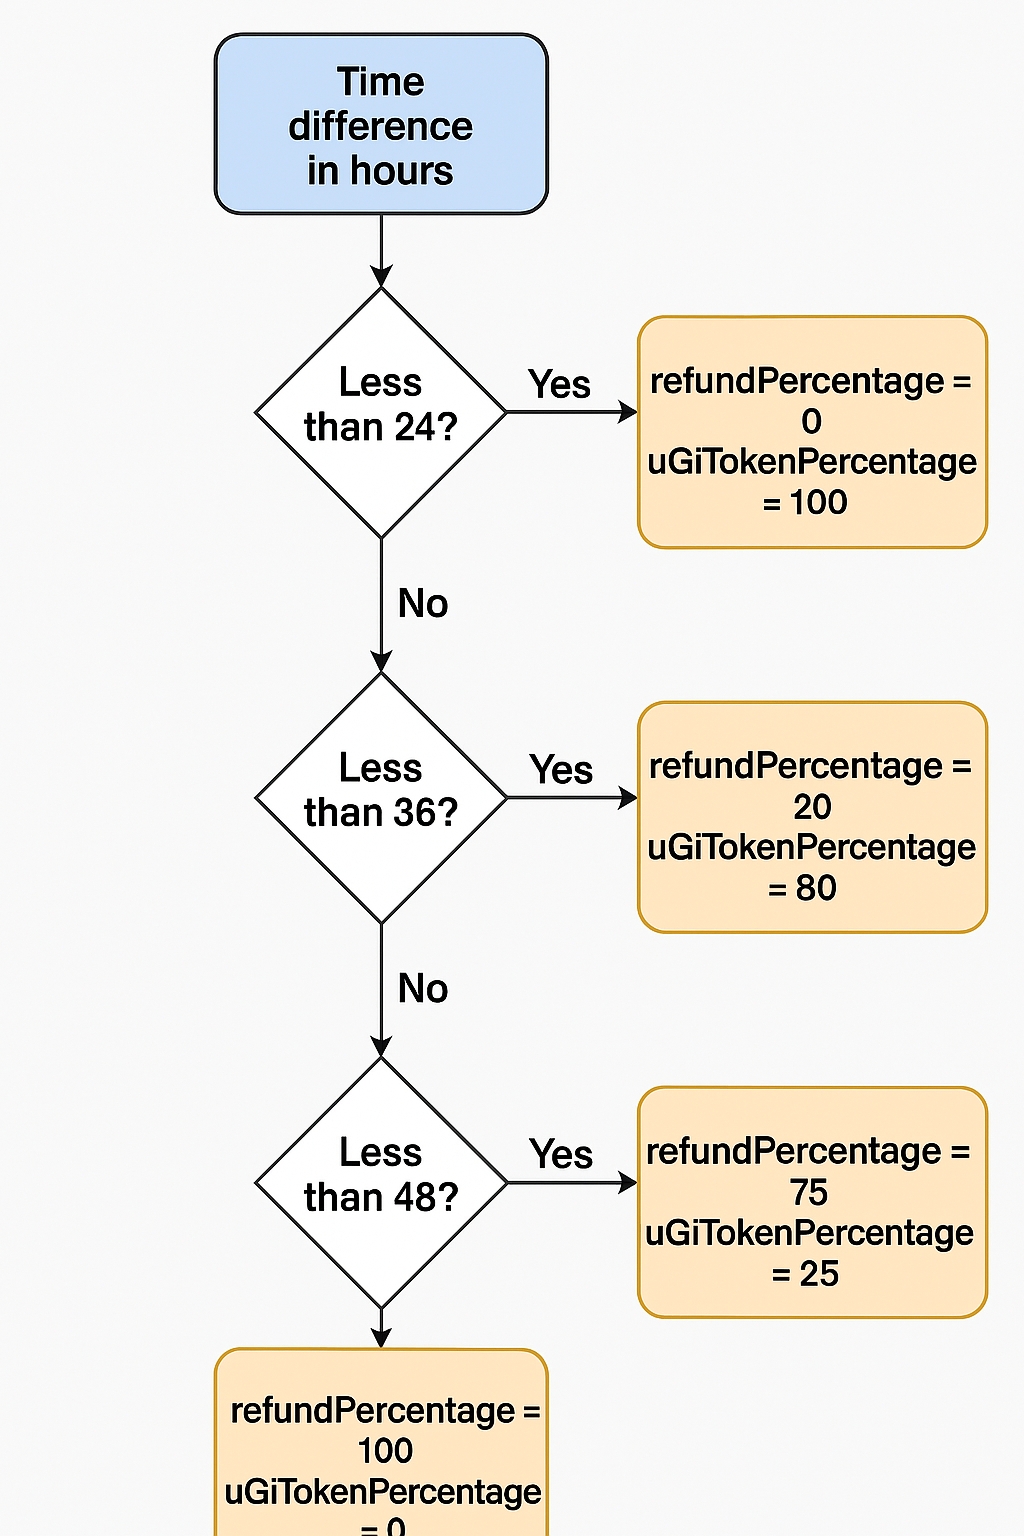 Time
difference
in hours
Less
than 24?
Yes
refundPercentage =
0
uGiTokenPercentage
= 100
No
Less
than 36?
Yes
refundPercentage =
20
uGiTokenPercentage
= 80
No
Less
than 48?
Yes
refundPercentage =
75
uGiTokenPercentage
= 25
refundPercentage =
100
uGiTokenPercentage
= 0